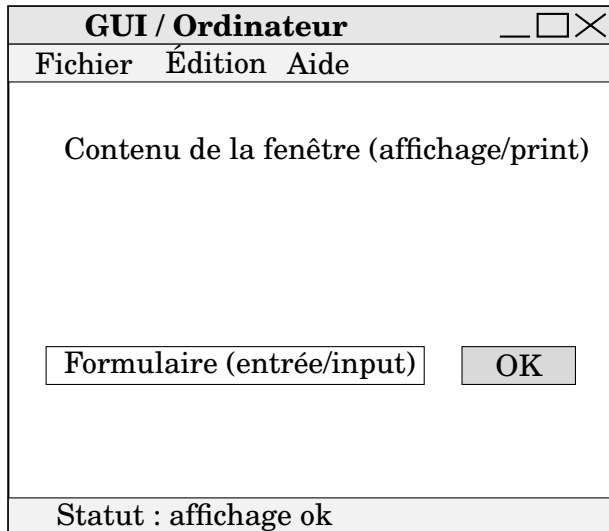 GUI / Ordinateur
Fichier Édition Aide
Contenu de la fenêtre (affichage/print)
Formulaire (entrée/input) OK
Statut : affichage ok